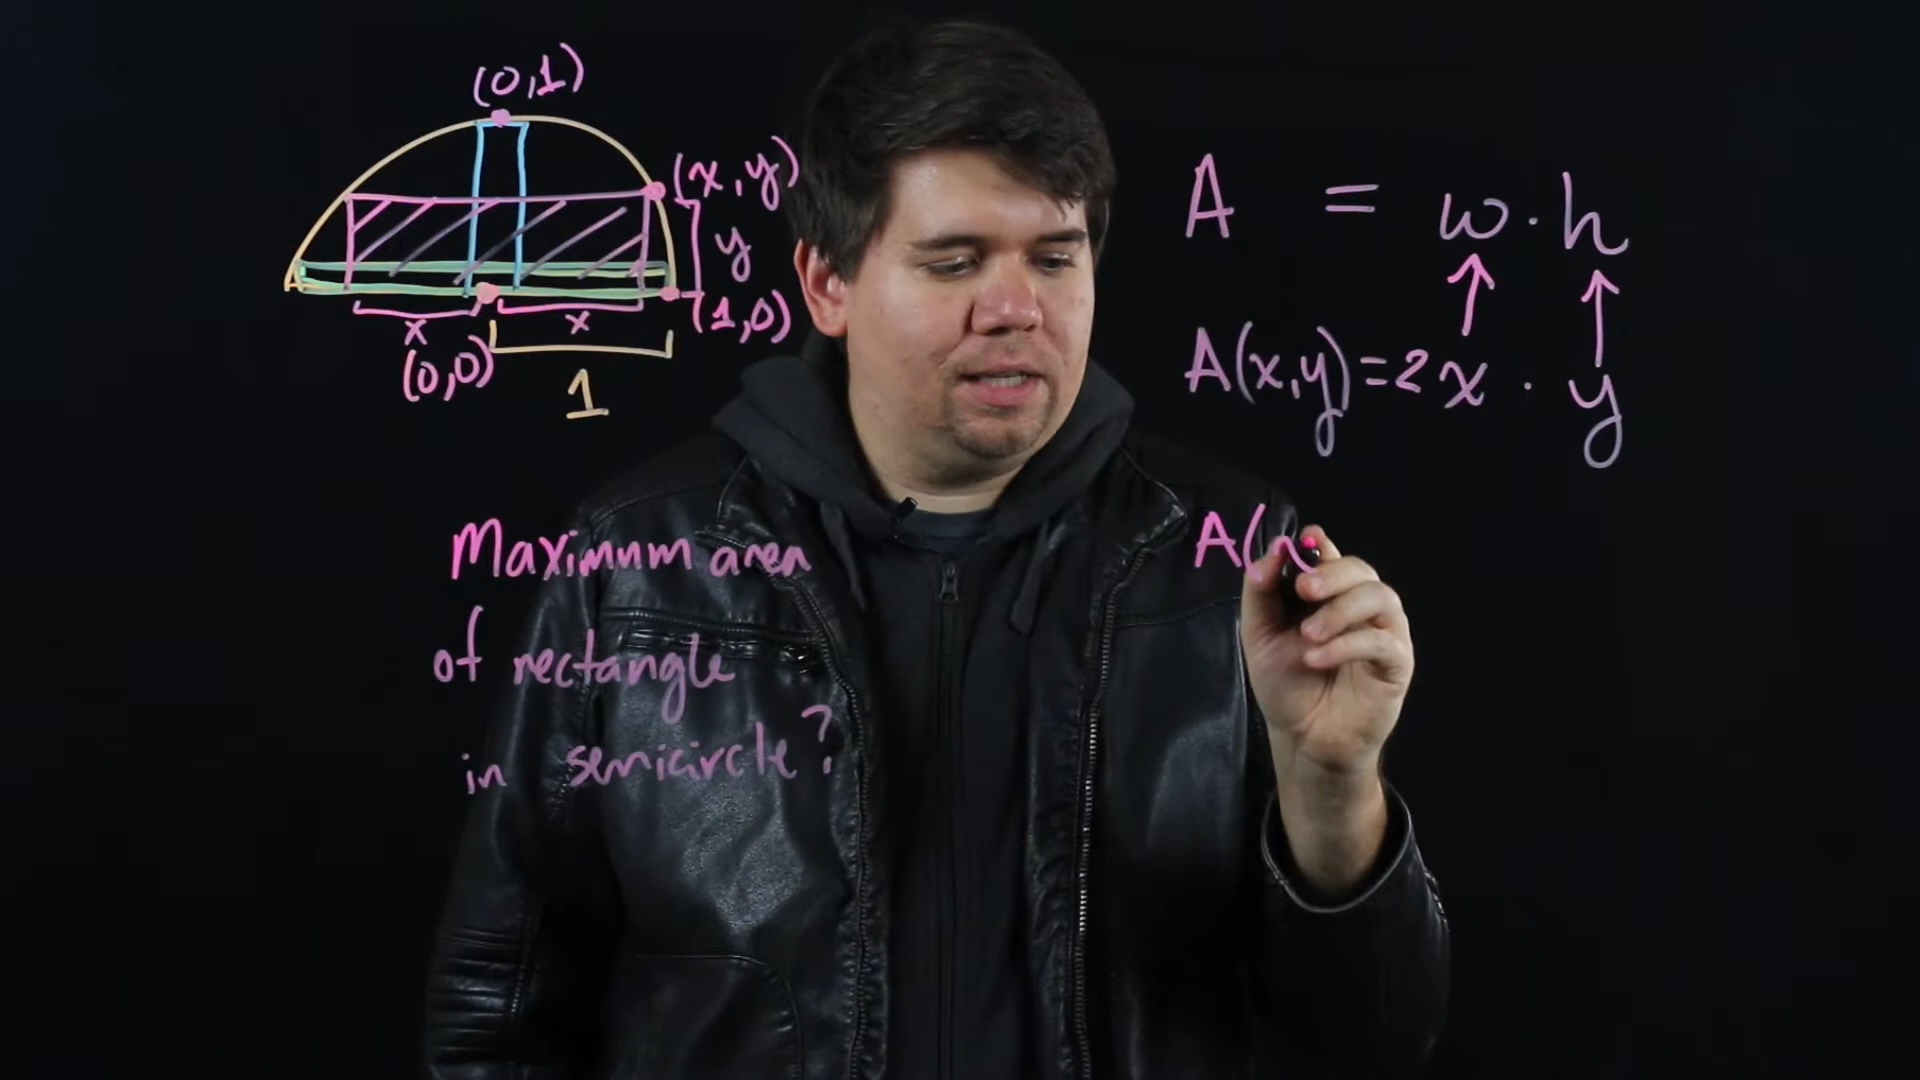 (0,1)
(x,y)
y
(1,0)
x x
(0,0)
1
A = w · h
A(x,y) = 2x · y
A(
Maximum area
of rectangle
in semicircle?